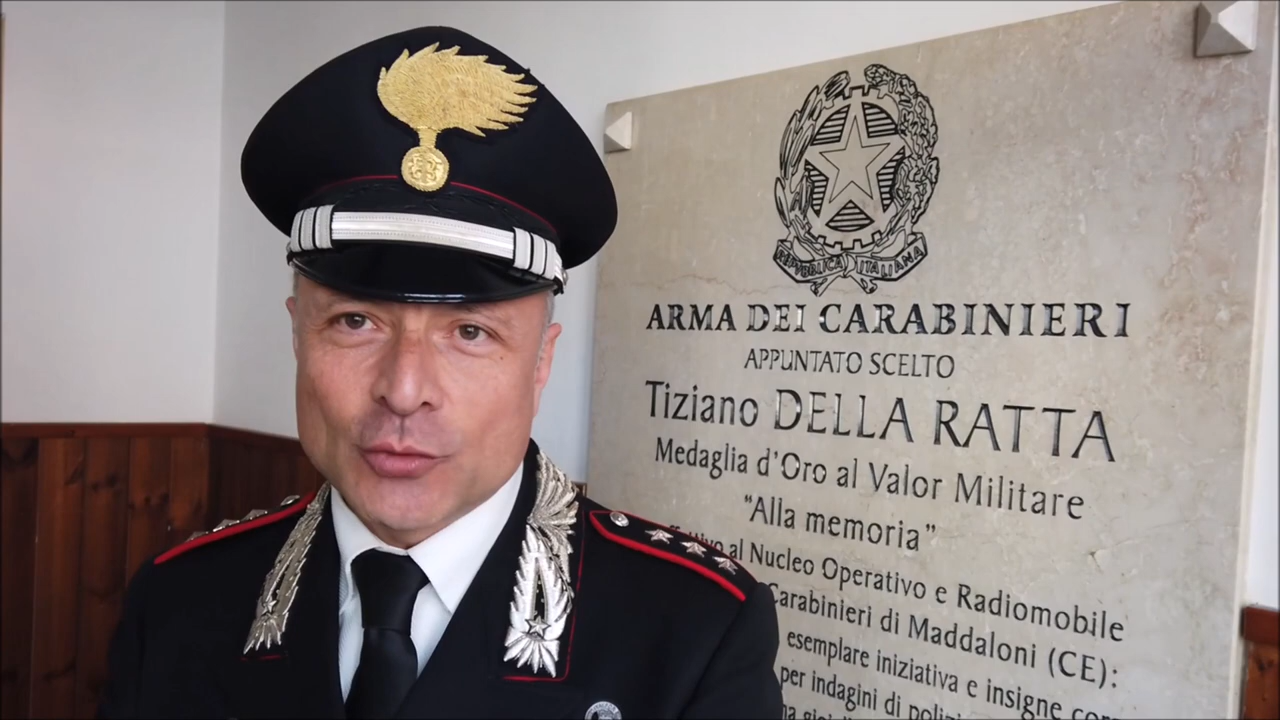 REPVBBLICA ITALIANA
ARMA DEI CARABINIERI
APPUNTATO SCELTO
Tiziano DELLA RATTA
Medaglia d'Oro al Valor Militare
"Alla memoria"
al Nucleo Operativo e Radiomobile
Carabinieri di Maddaloni (CE):
esemplare iniziativa e insigne
per indagini di